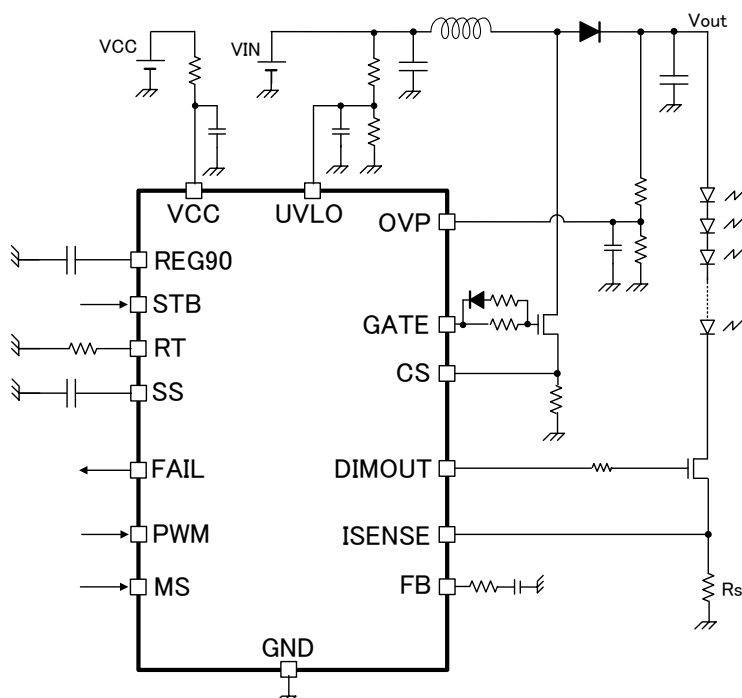 Vout
VCC
VIN
VCC
UVLO
OVP
REG90
STB
GATE
RT
CS
SS
FAIL
DIMOUT
PWM
ISENSE
MS
FB
Rs
GND